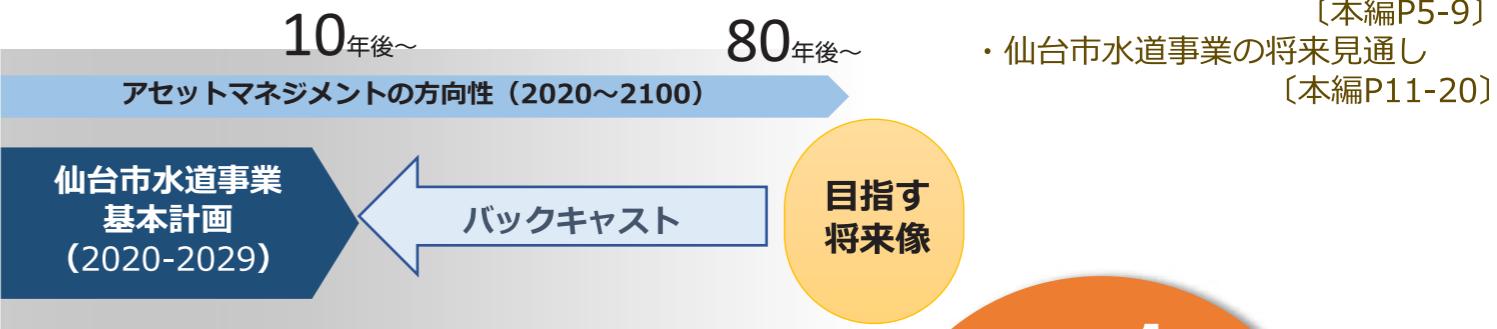 10年後～
80年後～
アセットマネジメントの方向性（2020～2100）
仙台市水道事業
基本計画
（2020-2029）
バックキャスト
目指す
将来像
〔本編P5-9〕
・仙台市水道事業の将来見通し
〔本編P11-20〕